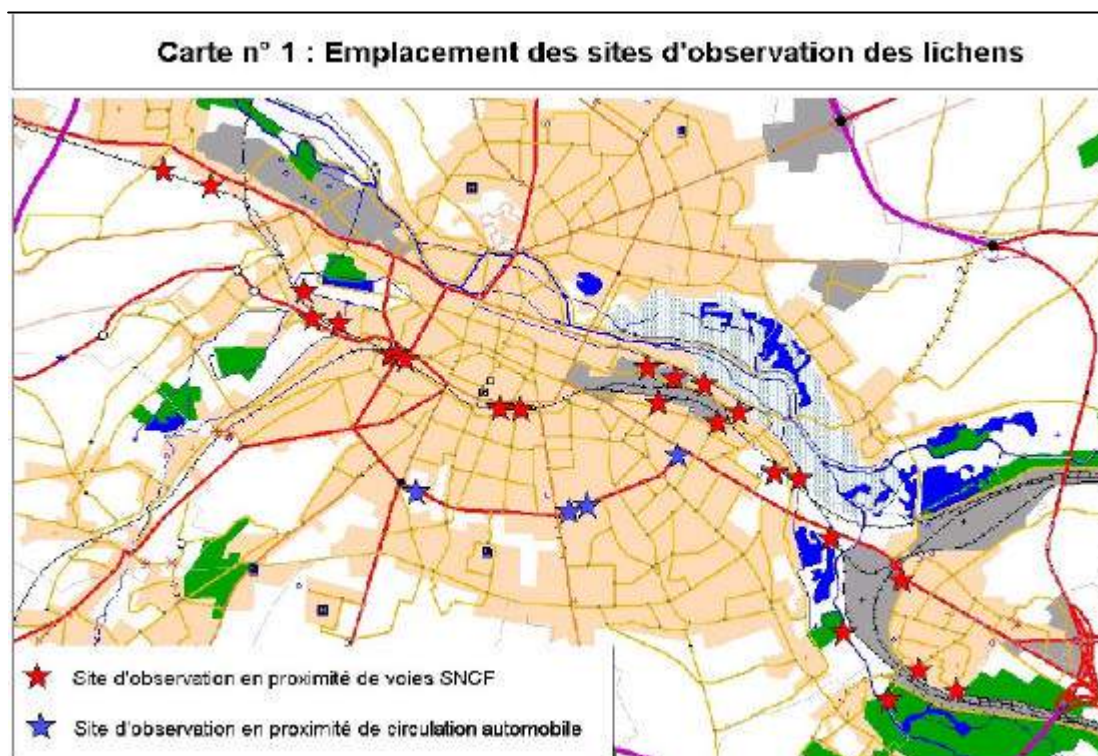 Carte n° 1 : Emplacement des sites d'observation des lichens
Site d'observation en proximité de voies SNCF
Site d'observation en proximité de circulation automobile